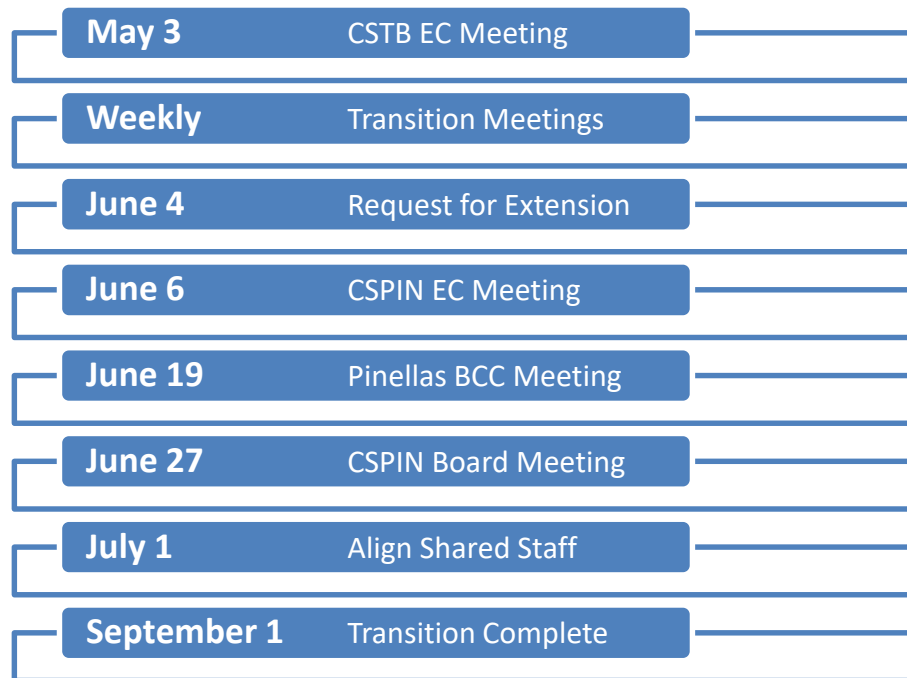 May 3 CSTB EC Meeting
Weekly Transition Meetings
June 4 Request for Extension
June 6 CSPIN EC Meeting
June 19 Pinellas BCC Meeting
June 27 CSPIN Board Meeting
July 1 Align Shared Staff
September 1 Transition Complete